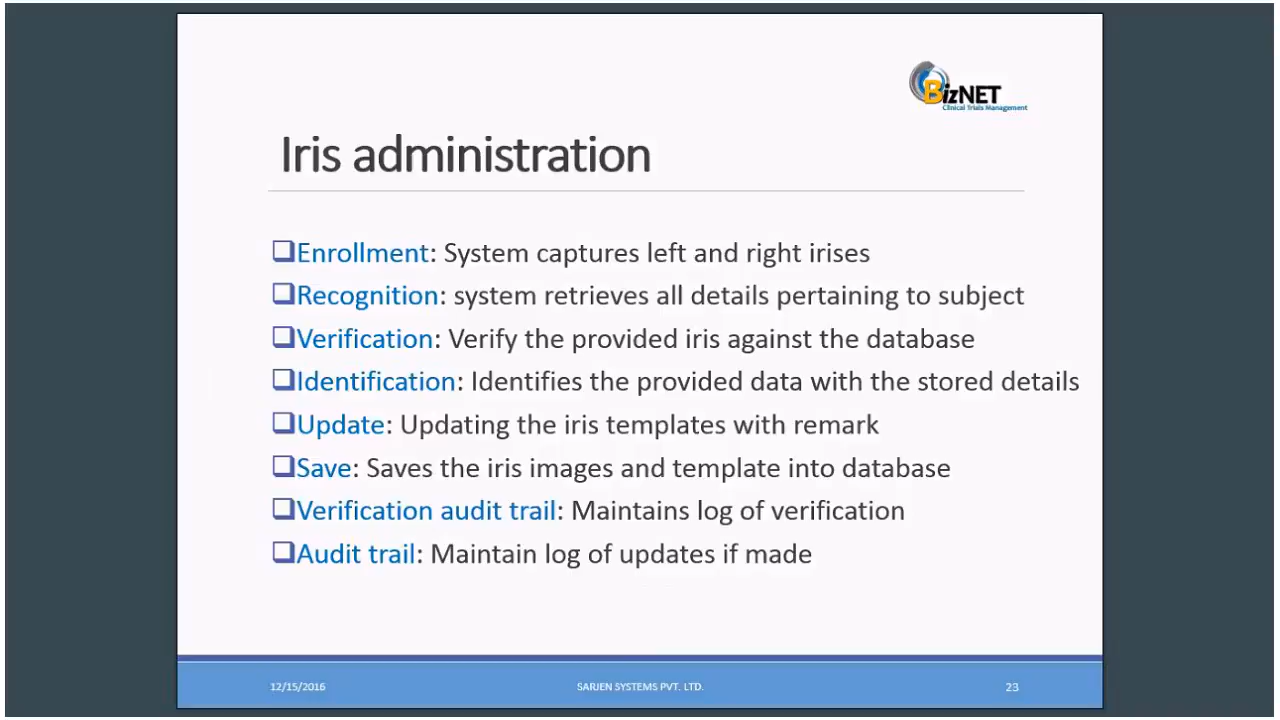 BizNET
Clinical Trials Management
Iris administration
❑Enrollment: System captures left and right irises
❑Recognition: system retrieves all details pertaining to subject
❑Verification: Verify the provided iris against the database
❑Identification: Identifies the provided data with the stored details
❑Update: Updating the iris templates with remark
❑Save: Saves the iris images and template into database
❑Verification audit trail: Maintains log of verification
❑Audit trail: Maintain log of updates if made
12/15/2016
SARJEN SYSTEMS PVT. LTD.
23